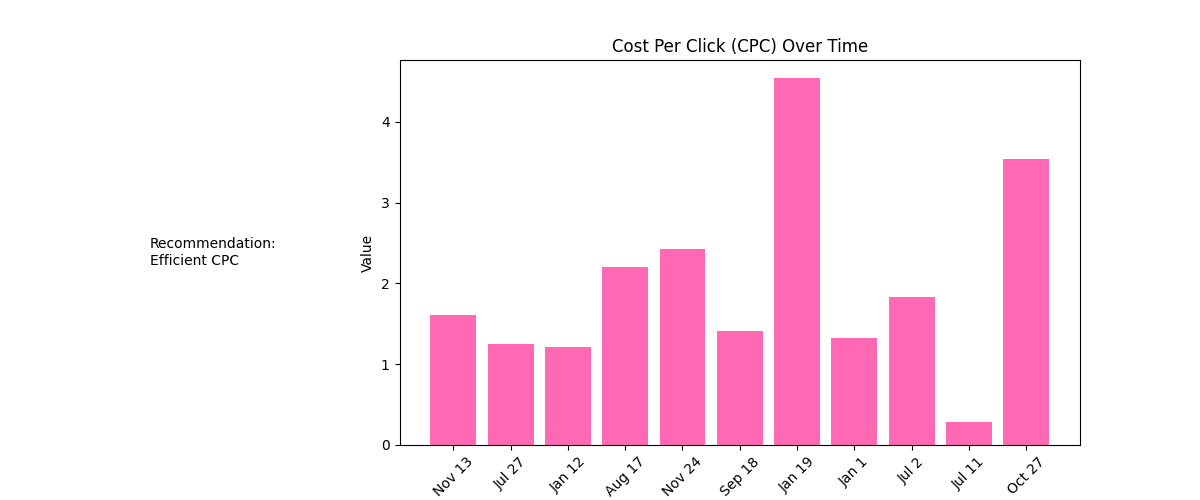 Cost Per Click (CPC) Over Time
Recommendation:
Efficient CPC
Value
4
3
2
1
0
Nov 13
Jul 27
Jan 12
Aug 17
Nov 24
Sep 18
Jan 19
Jan 1
Jul 2
Jul 11
Oct 27